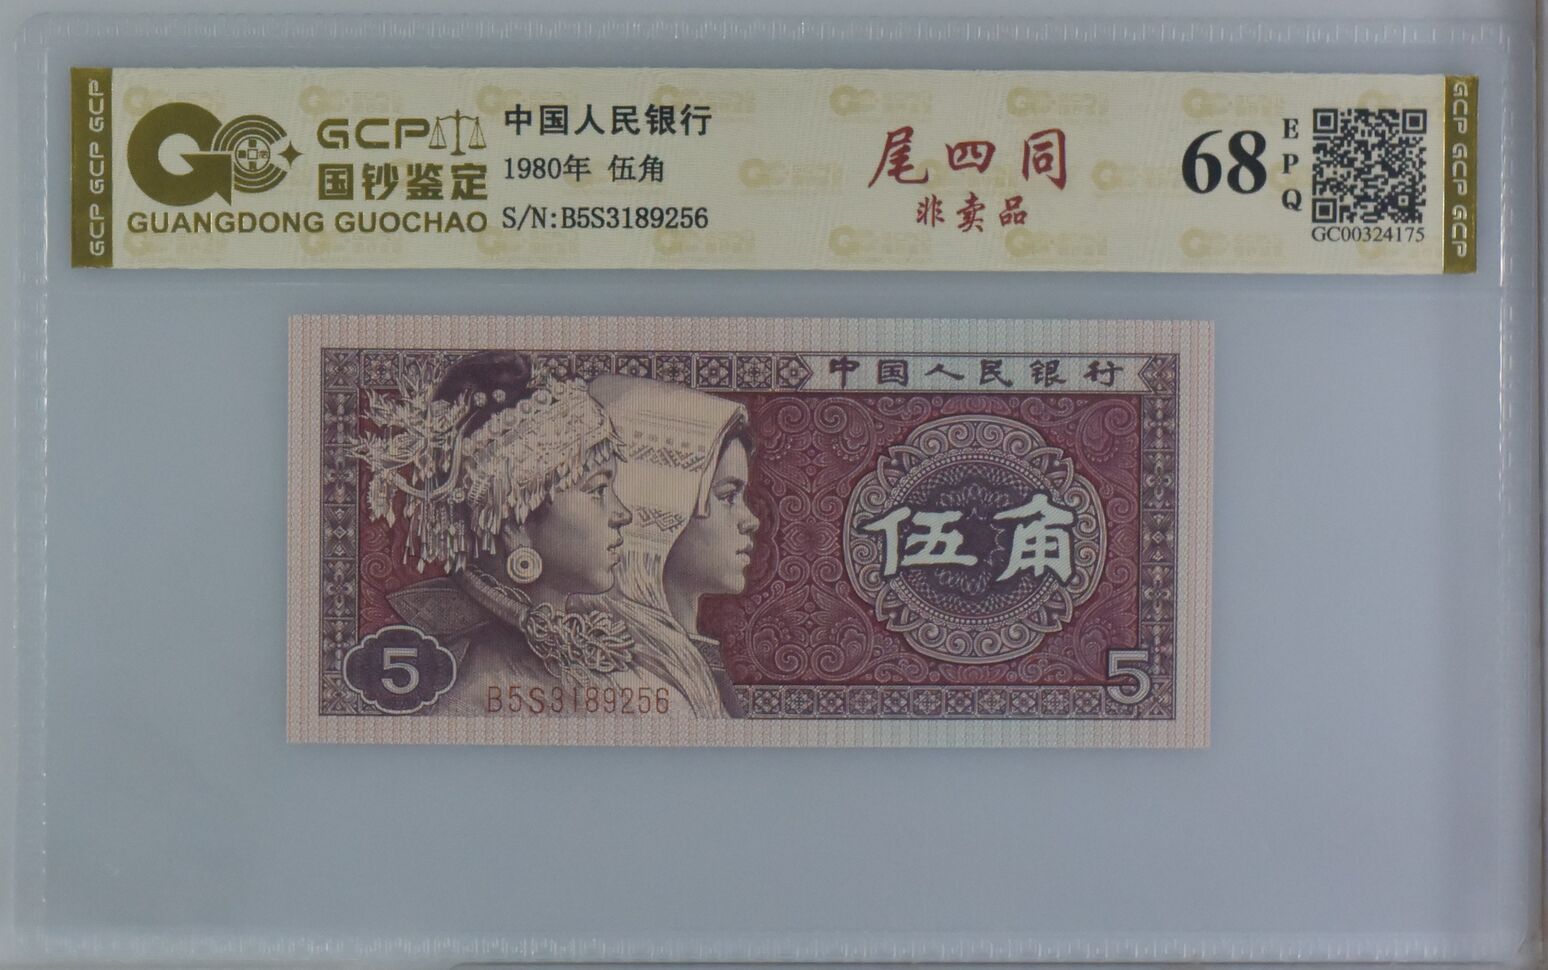 GCP GCP GCP
GCP
国钞鉴定
GUANGDONG GUOCHAO
中国人民银行
1980年 伍角
S/N:B5S3189256
尾四同
非卖品
68
EPQ
GC00324175
GCP GCP GCP
中国人民银行
伍角
5
B5S3189256
5